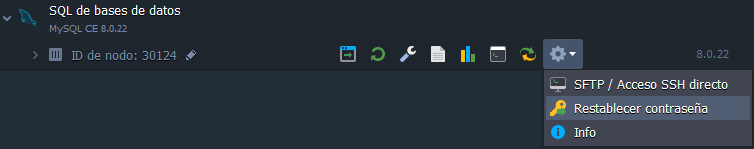 SQL de bases de datos
MySQL CE 8.0.22
ID de nodo: 30124
8.0.22
SFTP / Acceso SSH directo
Restablecer contraseña
Info